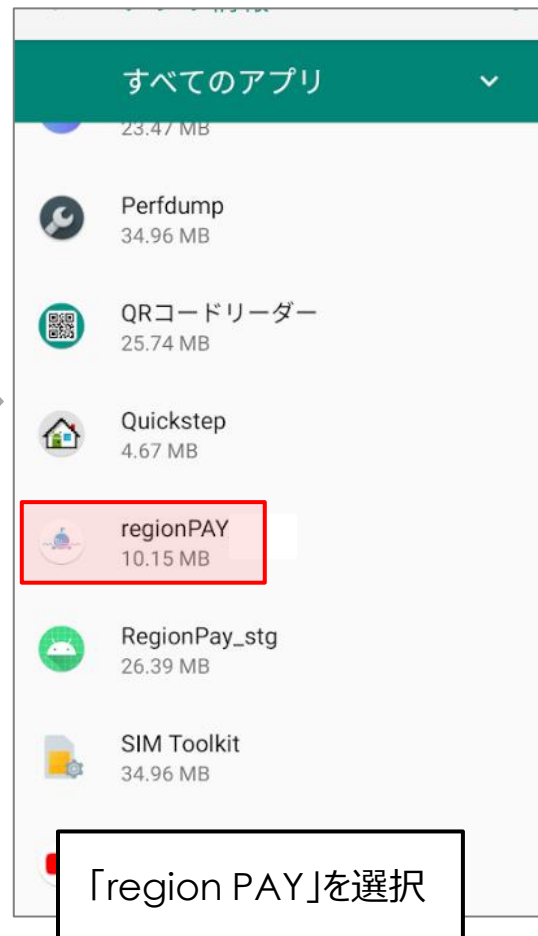 すべてのアプリ
23.47 MB
Perfdump
34.96 MB
QRコードリーダー
25.74 MB
Quickstep
4.67 MB
regionPAY
10.15 MB
RegionPay_stg
26.39 MB
SIM Toolkit
34.96 MB
「region PAY」を選択